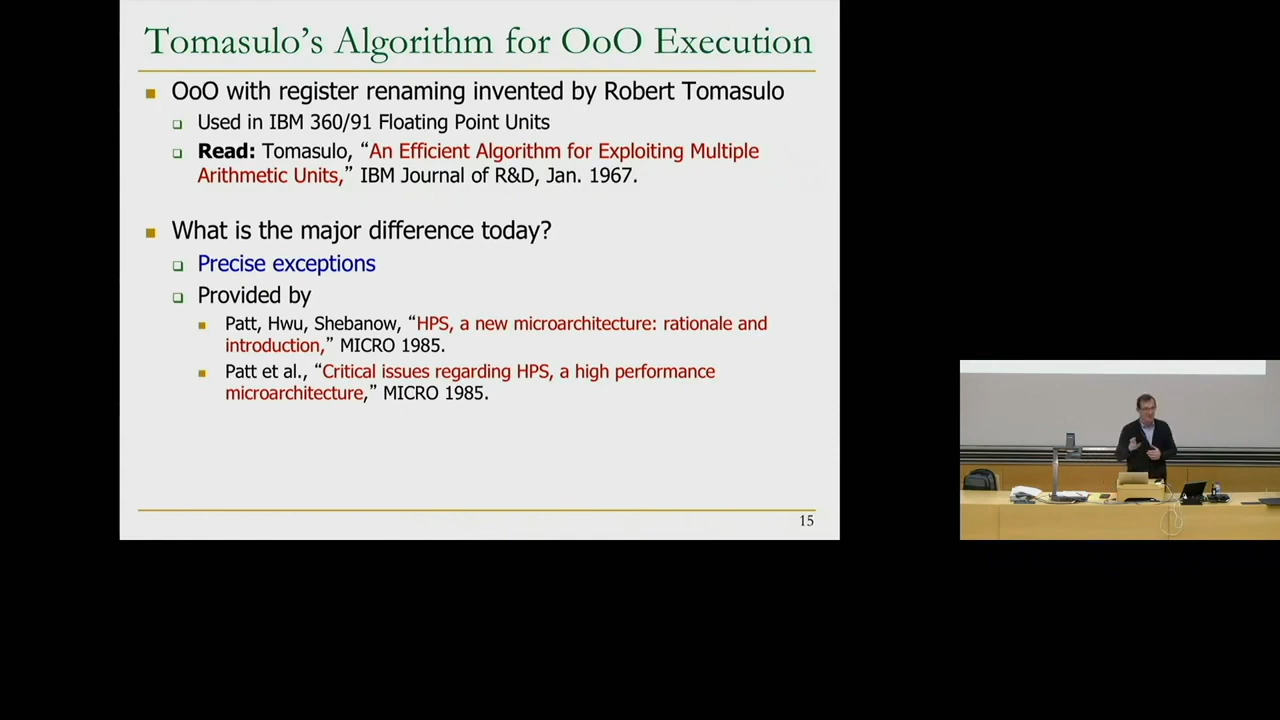 Tomasulo's Algorithm for OoO Execution
OoO with register renaming invented by Robert Tomasulo
Used in IBM 360/91 Floating Point Units
Read: Tomasulo, “An Efficient Algorithm for Exploiting Multiple
Arithmetic Units,” IBM Journal of R&D, Jan. 1967.
What is the major difference today?
Precise exceptions
Provided by
Patt, Hwu, Shebanow, “HPS, a new microarchitecture: rationale and
introduction,” MICRO 1985.
Patt et al., “Critical issues regarding HPS, a high performance
microarchitecture,” MICRO 1985.
15